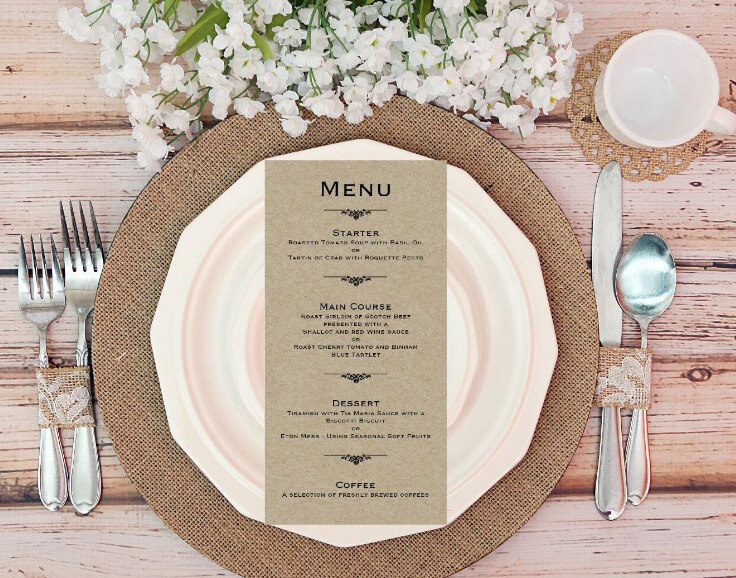 Menu
Starter
Roasted Tomato Soup with Basil Oil
or
Tartin of Crab with Roquette Pesto
Main Course
Roast Sirloin of Scotch Beef
presented with a
Shallot and red Wine Sauce
or
Roast Cherry Tomato and Binham
Blue Tartlet
Dessert
Tiramisu with Tia Maria Sauce with a
Biscotti Biscuit
or
Eton Mess - Using Seasonal Soft Fruits
Coffee
A selection of freshly brewed coffees